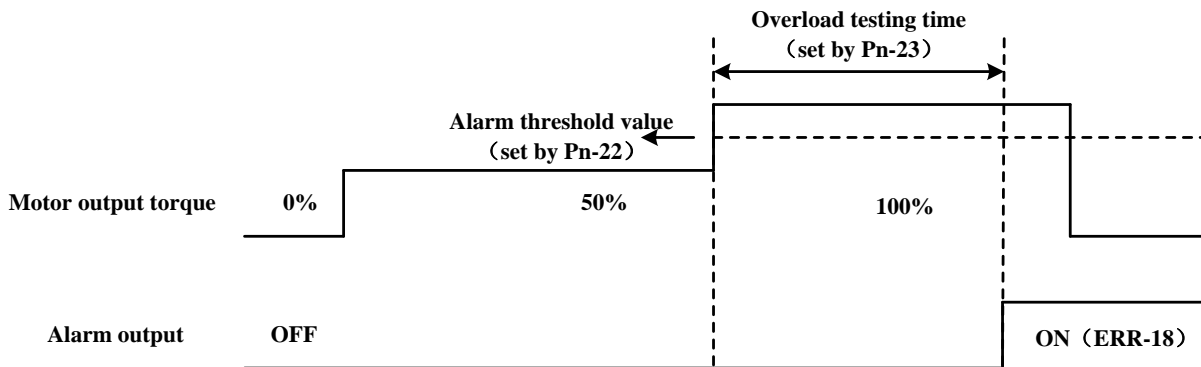 Overload testing time
（set by Pn-23）
Alarm threshold value
（set by Pn-22）
Motor output torque 0% 50% 100%
Alarm output OFF ON（ERR-18）